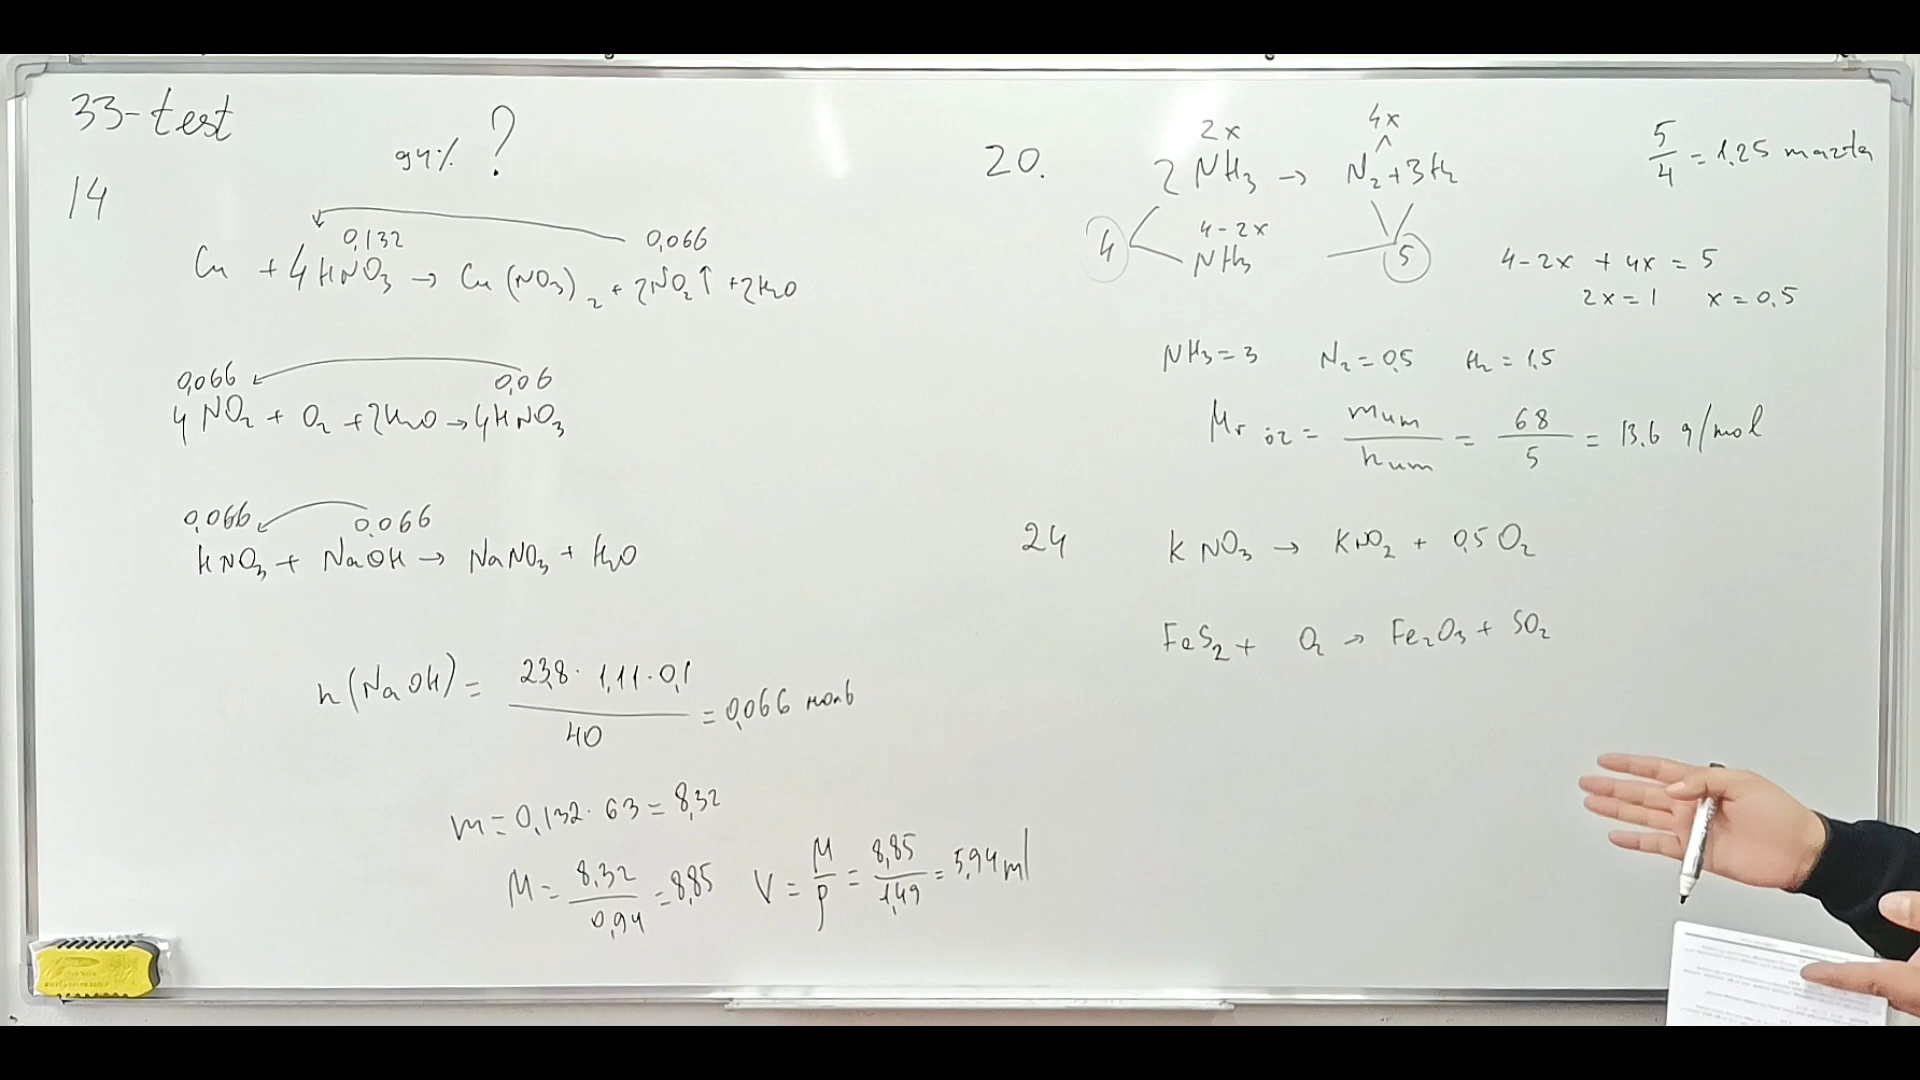 33-test
14
94% ?
0,132 0,066
Cu + 4HNO3 → Cu(NO3)2 + 2NO2↑ + 2H2O
0,066 0,06
4NO2 + O2 + 2H2O → 4HNO3
0,066 0,066
HNO3 + NaOH → NaNO3 + H2O
n(NaOH) = 23,8 · 1,11 · 0,1 / 40 = 0,066 моль
m = 0,132 · 63 = 8,32
M = 8,32 / 0,94 = 8,85 V = M / ρ = 8,85 / 1,49 = 5,94 ml
20.
2x 4x
2NH3 → N2 + 3H2
4 4-2x
NH3 5
5/4 = 1.25 marta
4-2x + 4x = 5
2x = 1 x = 0.5
NH3 = 3 N2 = 0,5 H2 = 1,5
Mr o'r = mum / num = 68 / 5 = 13.6 g/mol
24
KNO3 → KNO2 + 0,5O2
FeS2 + O2 → Fe2O3 + SO2